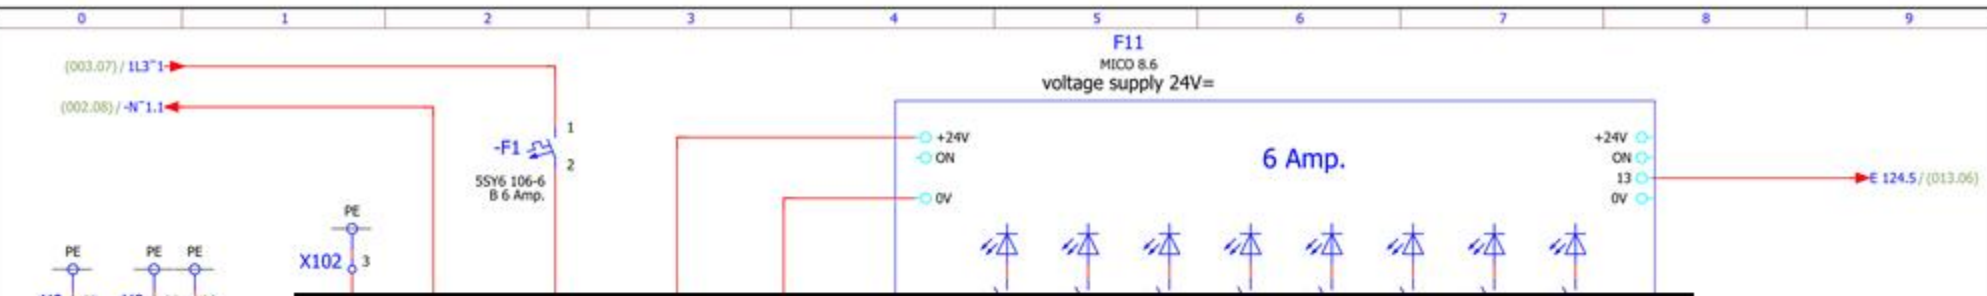 0 1 2 3 4 5 6 7 8 9
F11
MICO 8.6
voltage supply 24V=
(003.07) / 1L3~1
(002.08) / -N~1.1
1
-F1
2
5SY6 106-6
B 6 Amp.
+24V
ON
0V
6 Amp.
+24V
ON
13
0V
E 124.5 / (013.06)
PE
X102 3
PE PE PE